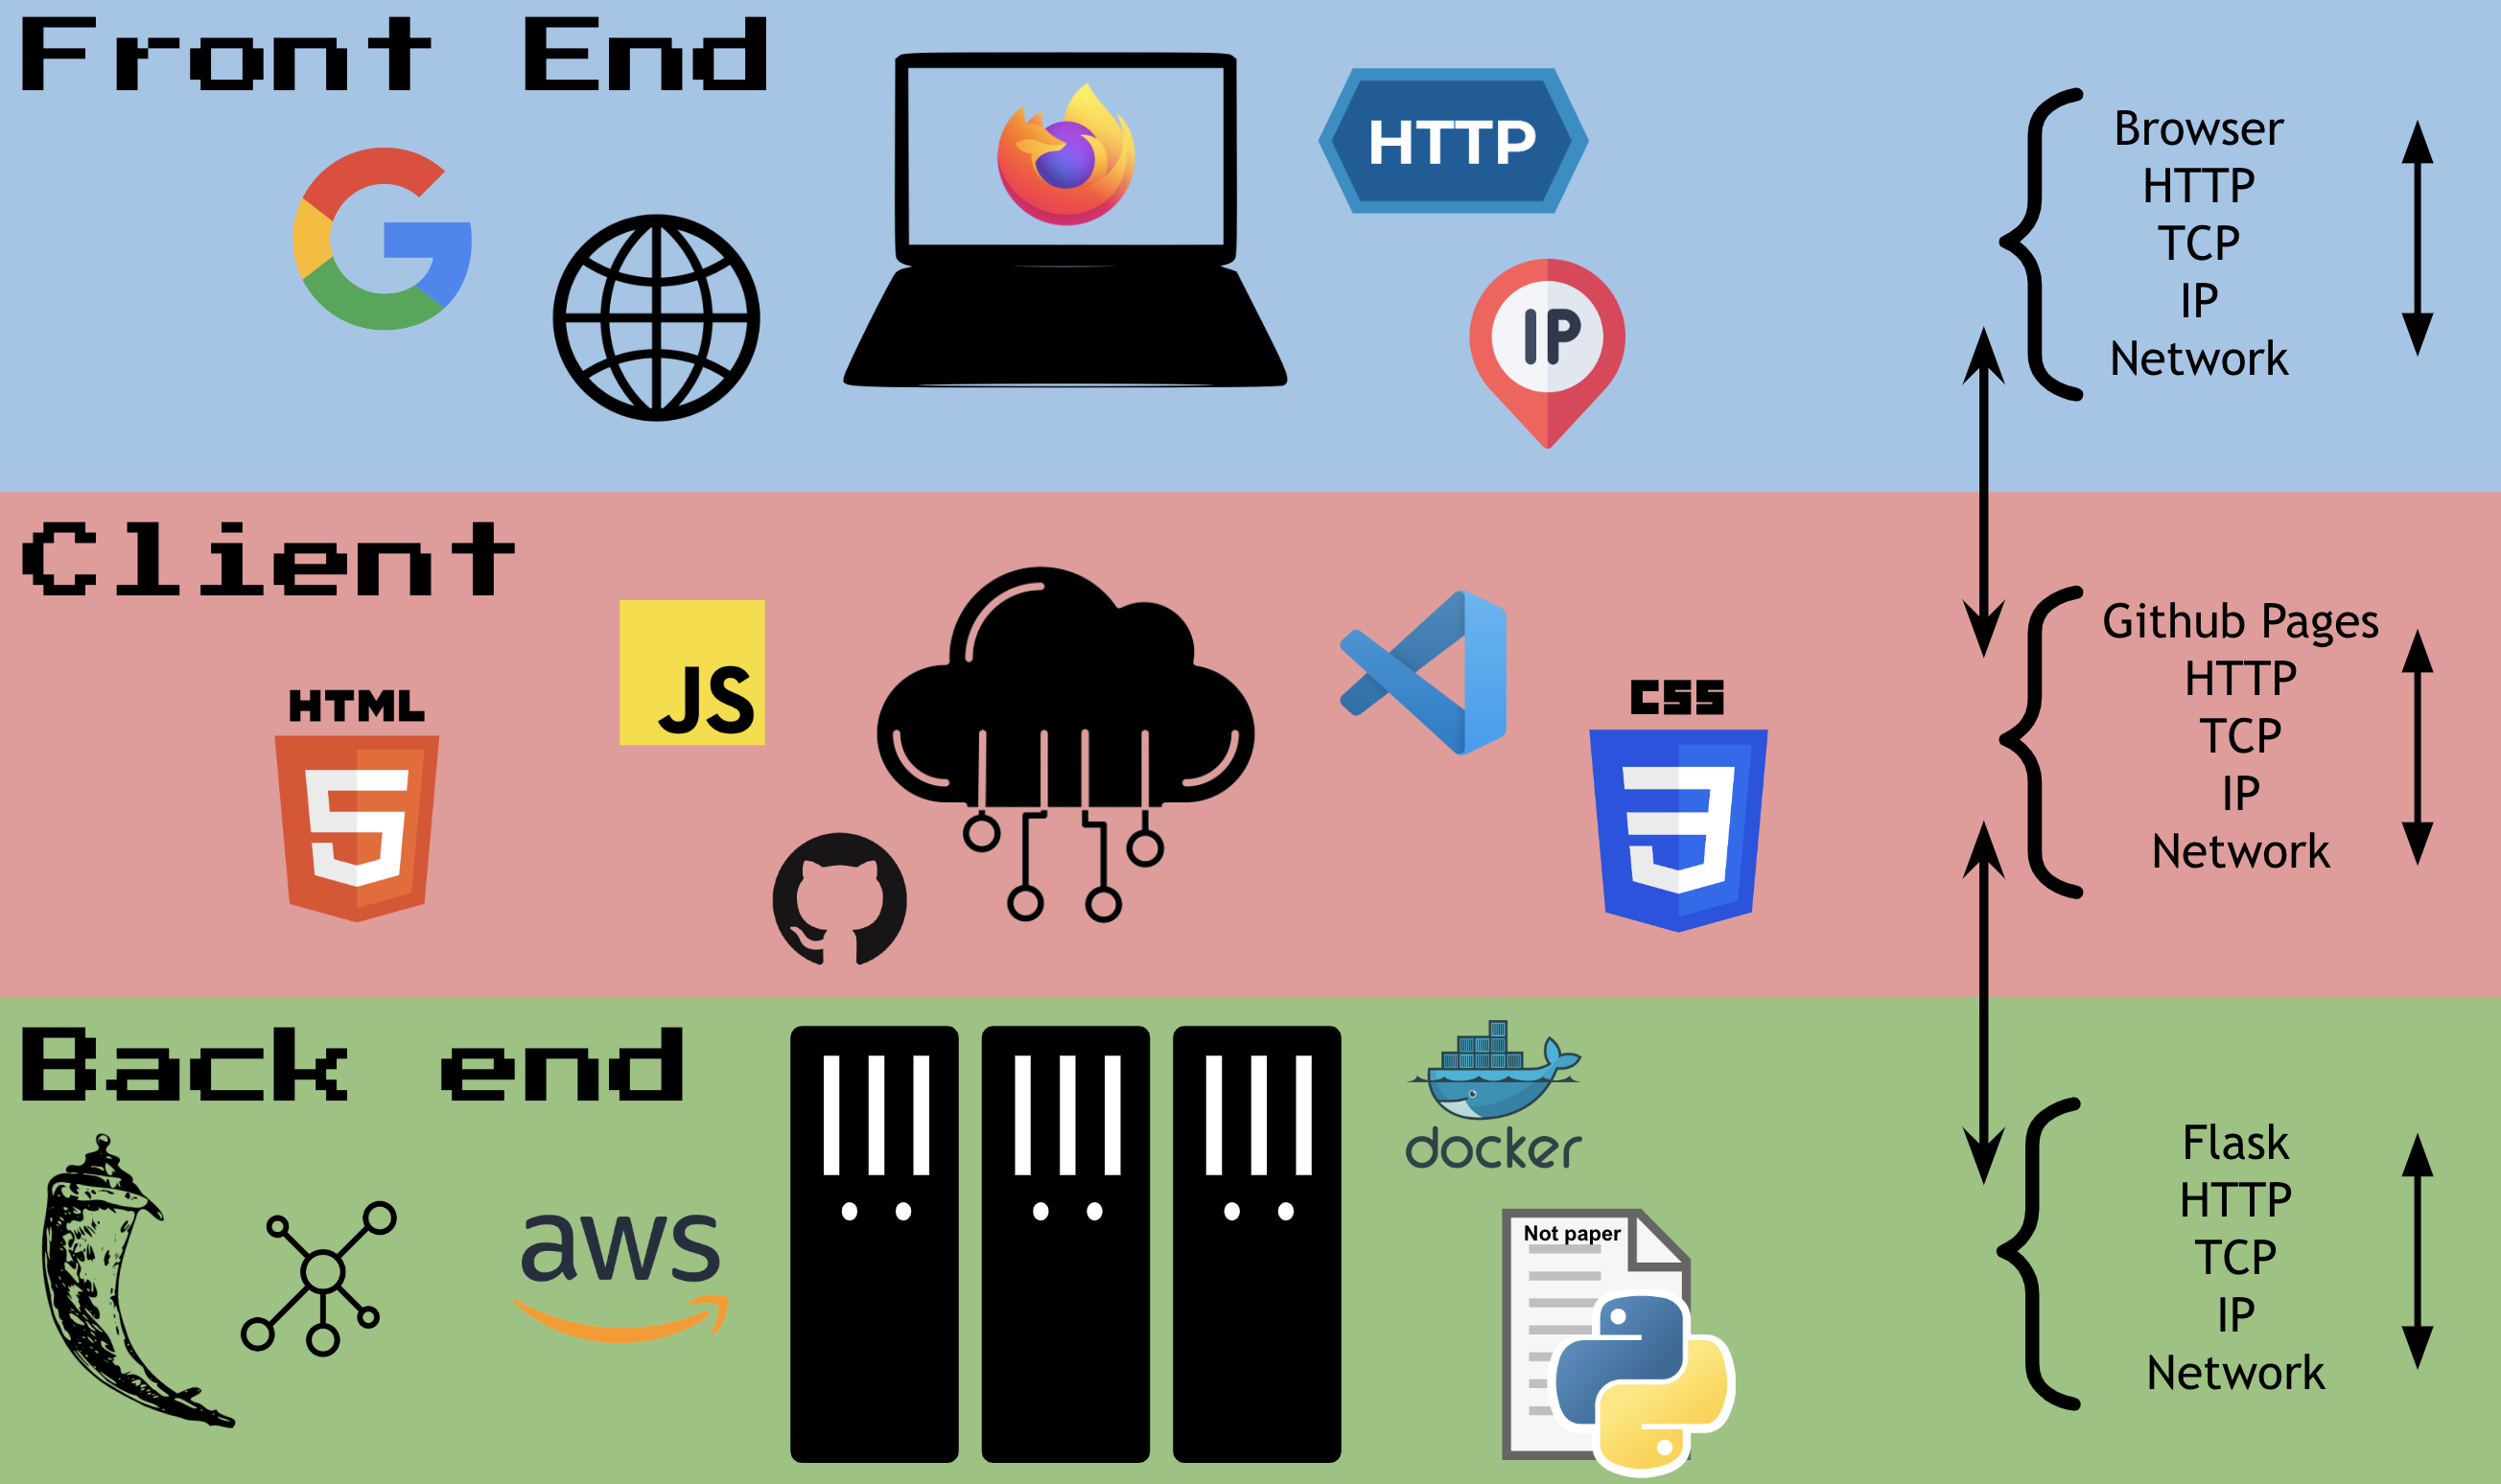 Front End
HTTP
IP
Browser
HTTP
TCP
IP
Network
Client
JS
HTML
CSS
Github Pages
HTTP
TCP
IP
Network
Back end
aws
docker
Not paper
Flask
HTTP
TCP
IP
Network